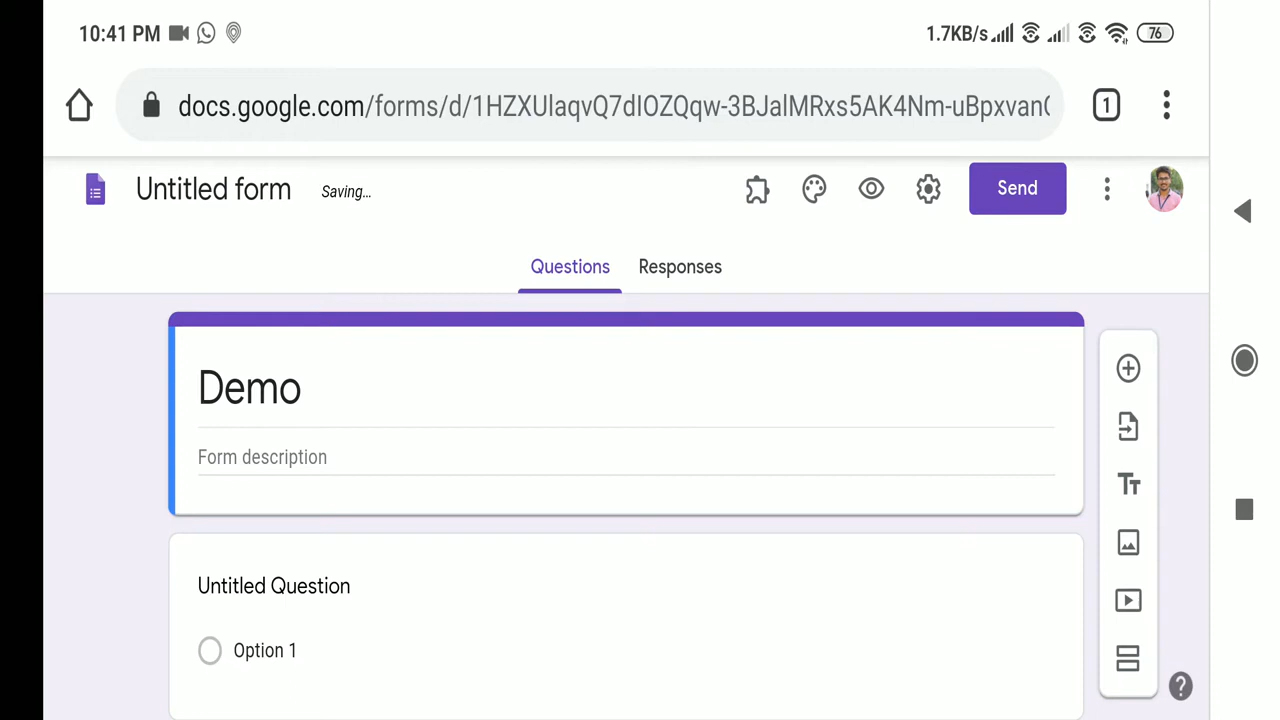 10:41 PM
1.7KB/s
76
docs.google.com/forms/d/1HZXUlaqvQ7dIOZQqw-3BJalMRxs5AK4Nm-uBpxvan
1
Untitled form
Saving...
Send
Questions
Responses
Demo
Form description
Untitled Question
Option 1